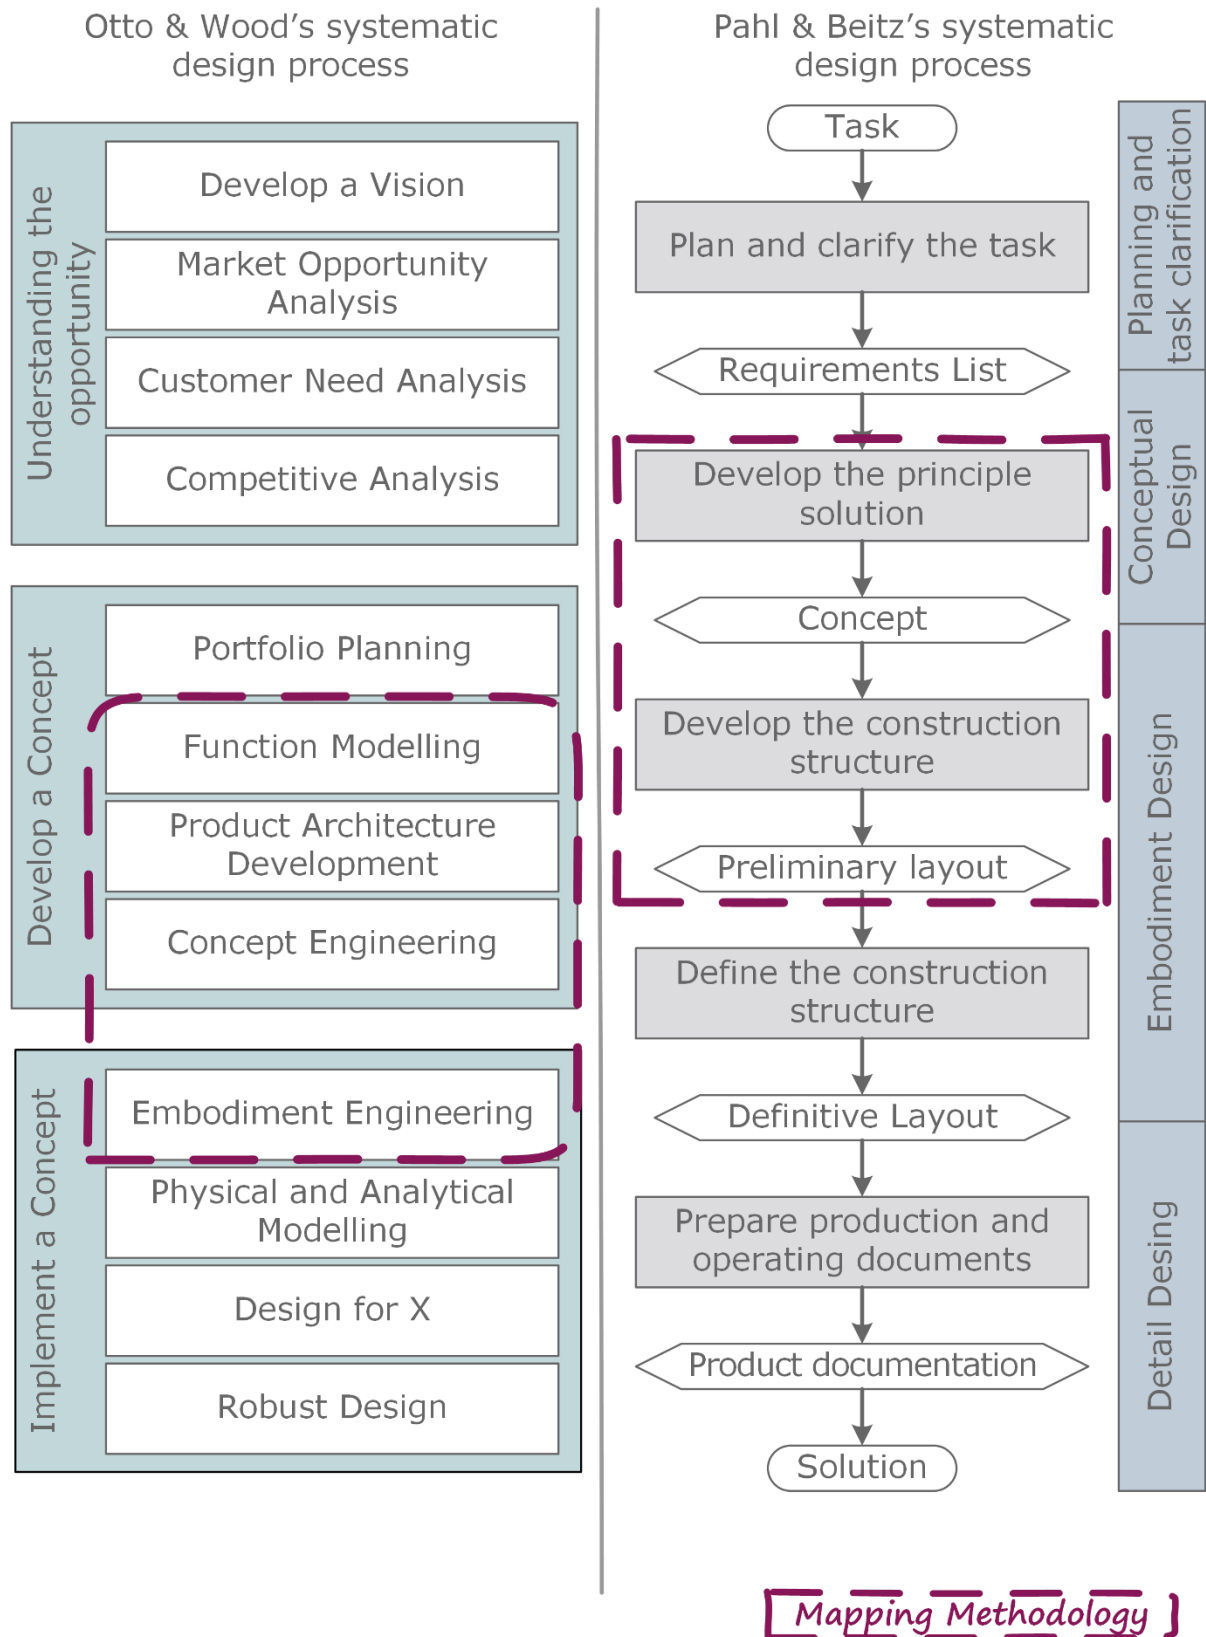 Otto & Wood's systematic
design process
Understanding the
opportunity
Develop a Vision
Market Opportunity
Analysis
Customer Need Analysis
Competitive Analysis
Develop a Concept
Portfolio Planning
Function Modelling
Product Architecture
Development
Concept Engineering
Implement a Concept
Embodiment Engineering
Physical and Analytical
Modelling
Design for X
Robust Design
Pahl & Beitz's systematic
design process
Task
Plan and clarify the task
Requirements List
Develop the principle
solution
Concept
Develop the construction
structure
Preliminary layout
Define the construction
structure
Definitive Layout
Prepare production and
operating documents
Product documentation
Solution
Planning and
task clarification
Conceptual
Design
Embodiment Design
Detail Desing
Mapping Methodology